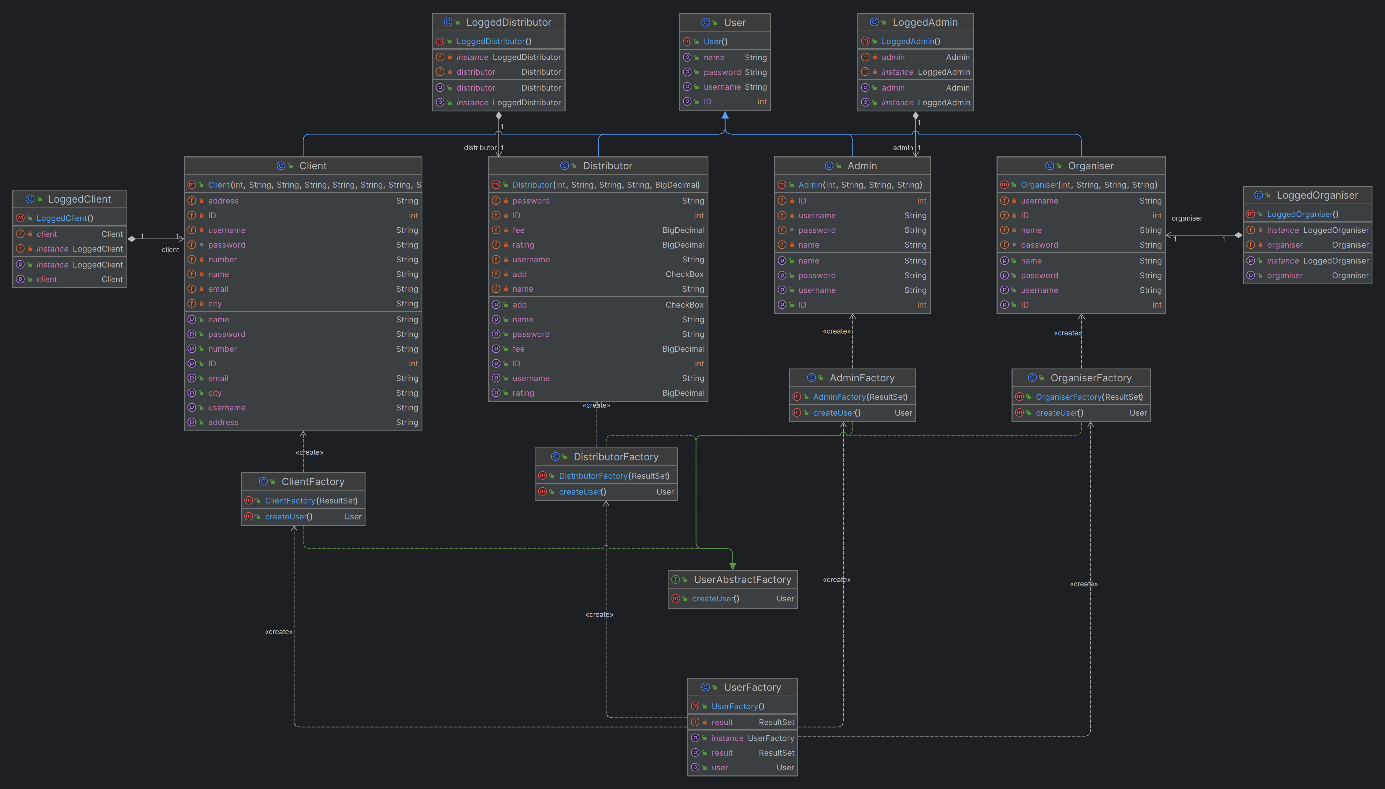 LoggedDistributor
LoggedDistributor()
instance LoggedDistributor
distributor Distributor
distributor Distributor
instance LoggedDistributor
User
User()
name String
password String
username String
ID int
LoggedAdmin
LoggedAdmin()
admin Admin
instance LoggedAdmin
admin Admin
instance LoggedAdmin
1
distributor 1
1
admin 1
LoggedClient
LoggedClient()
client Client
instance LoggedClient
instance LoggedClient
client Client
1 1
client
Client
Client(int, String, String, String, String, String, S
address String
ID int
username String
password String
number String
name String
email String
city String
name String
password String
number String
ID int
email String
city String
username String
address String
Distributor
Distributor(int, String, String, String, BigDecimal)
password String
ID int
fee BigDecimal
rating BigDecimal
username String
add CheckBox
name String
add CheckBox
name String
password String
fee BigDecimal
ID int
username String
rating BigDecimal
Admin
Admin(int, String, String, String)
ID int
username String
password String
name String
name String
password String
username String
ID int
Organiser
Organiser(int, String, String, String)
username String
ID int
name String
password String
name String
password String
username String
ID int
organiser
1 1
LoggedOrganiser
LoggedOrganiser()
instance LoggedOrganiser
organiser Organiser
instance LoggedOrganiser
organiser Organiser
«create»
«create»
AdminFactory
AdminFactory(ResultSet)
createUser() User
OrganiserFactory
OrganiserFactory(ResultSet)
createUser() User
«create»
«create»
DistributorFactory
DistributorFactory(ResultSet)
createUser() User
ClientFactory
ClientFactory(ResultSet)
createUser() User
UserAbstractFactory
createUser() User
«create»
«create»
«create»
«create»
UserFactory
UserFactory()
result ResultSet
instance UserFactory
result ResultSet
user User